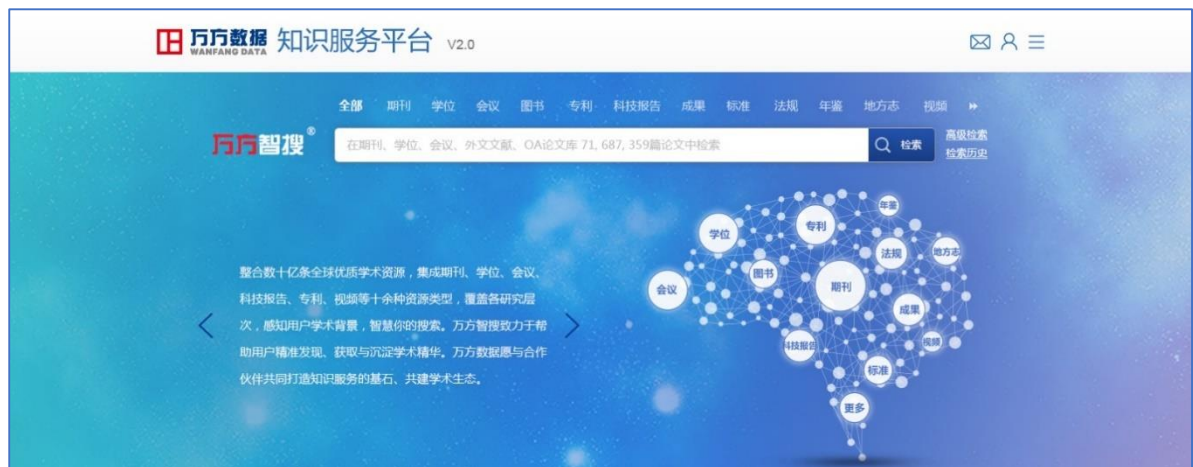 万方数据 知识服务平台 V2.0
WANFANG DATA
全部 期刊 学位 会议 图书 专利 科技报告 成果 标准 法规 年鉴 地方志 视频
万方智搜®
在期刊、学位、会议、外文文献、OA论文库 71, 687, 359篇论文中检索
检索
高级检索
检索历史
整合数十亿条全球优质学术资源，集成期刊、学位、会议、
科技报告、专利、视频等十余种资源类型，覆盖各研究层
次，感知用户学术背景，智慧你的搜索。万方智搜致力于帮
助用户精准发现、获取与沉淀学术精华。万方数据愿与合作
伙伴共同打造知识服务的基石、共建学术生态。
年鉴
专利
学位
法规
地方志
图书
会议
期刊
成果
视频
科技报告
标准
更多